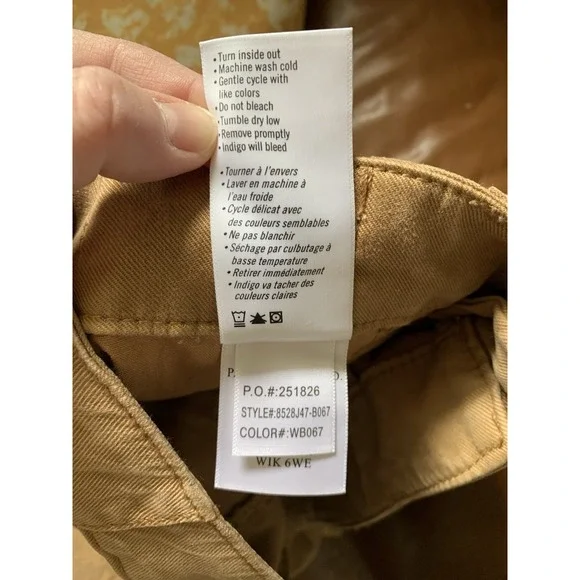 • Turn inside out
• Machine wash cold
• Gentle cycle with
like colors
• Do not bleach
• Tumble dry low
• Remove promptly
• Indigo will bleed
• Tourner à l'envers
• Laver en machine à
l'eau froide
• Cycle délicat avec
des couleurs semblables
• Ne pas blanchir
• Séchage par culbutage à
basse temperature
• Retirer immédiatement
• Indigo va tacher des
couleurs claires
P.O.#:251826
STYLE#:8528J47-B067
COLOR#:WB067
W1K 6WE